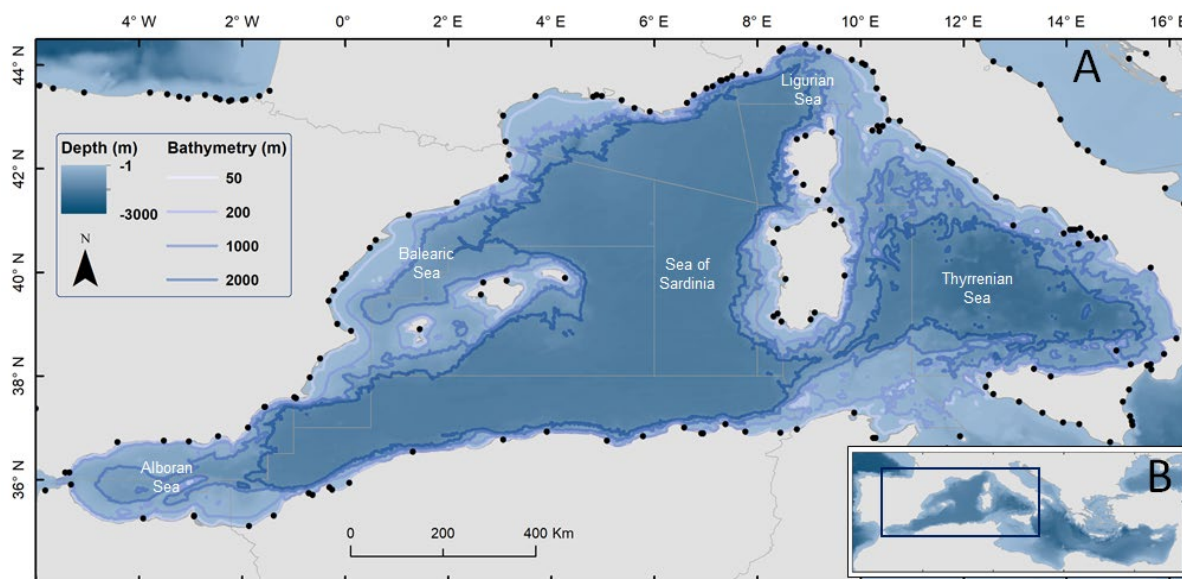 4° W 2° W 0° 2° E 4° E 6° E 8° E 10° E 12° E 14° E 16° E
44° N
42° N
40° N
38° N
36° N
A
Ligurian
Sea
Depth (m)
-1
-3000
N
Bathymetry (m)
50
200
1000
2000
Balearic
Sea
Sea of
Sardinia
Thyrrenian
Sea
Alboran
Sea
0 200 400 Km
B